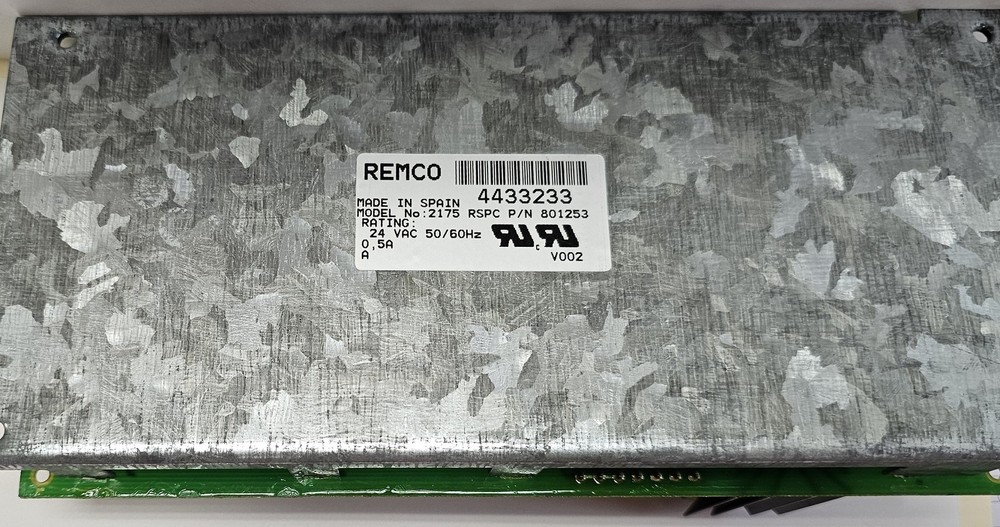 REMCO
4433233
MADE IN SPAIN
MODEL No:2175 RSPC P/N 801253
RATING:
24 VAC 50/60Hz
0,5A
A
c
V002